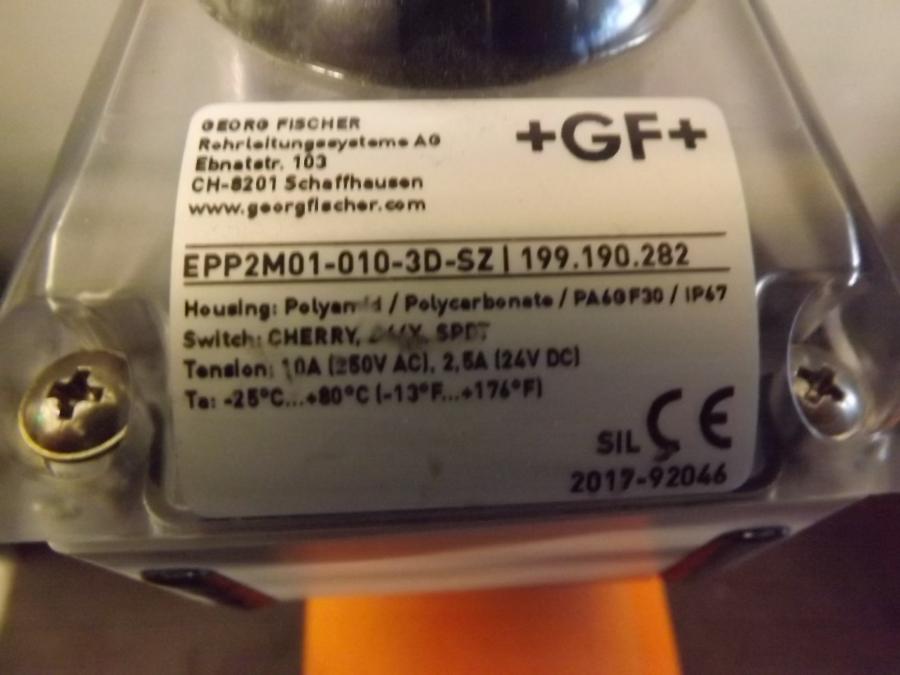 GEORG FISCHER
Rohrleitungssysteme AG
Ebnatstr. 103
CH-8201 Schaffhausen
www.georgfischer.com
+GF+
EPP2M01-010-3D-SZ | 199.190.282
Housing: Polyamid / Polycarbonate / PA6GF30 / IP67
Switch: CHERRY, SPDT
Tension: 10A (250V AC), 2,5A (24V DC)
Ta: -25°C...+80°C (-13°F...+176°F)
SIL CE
2017-92046